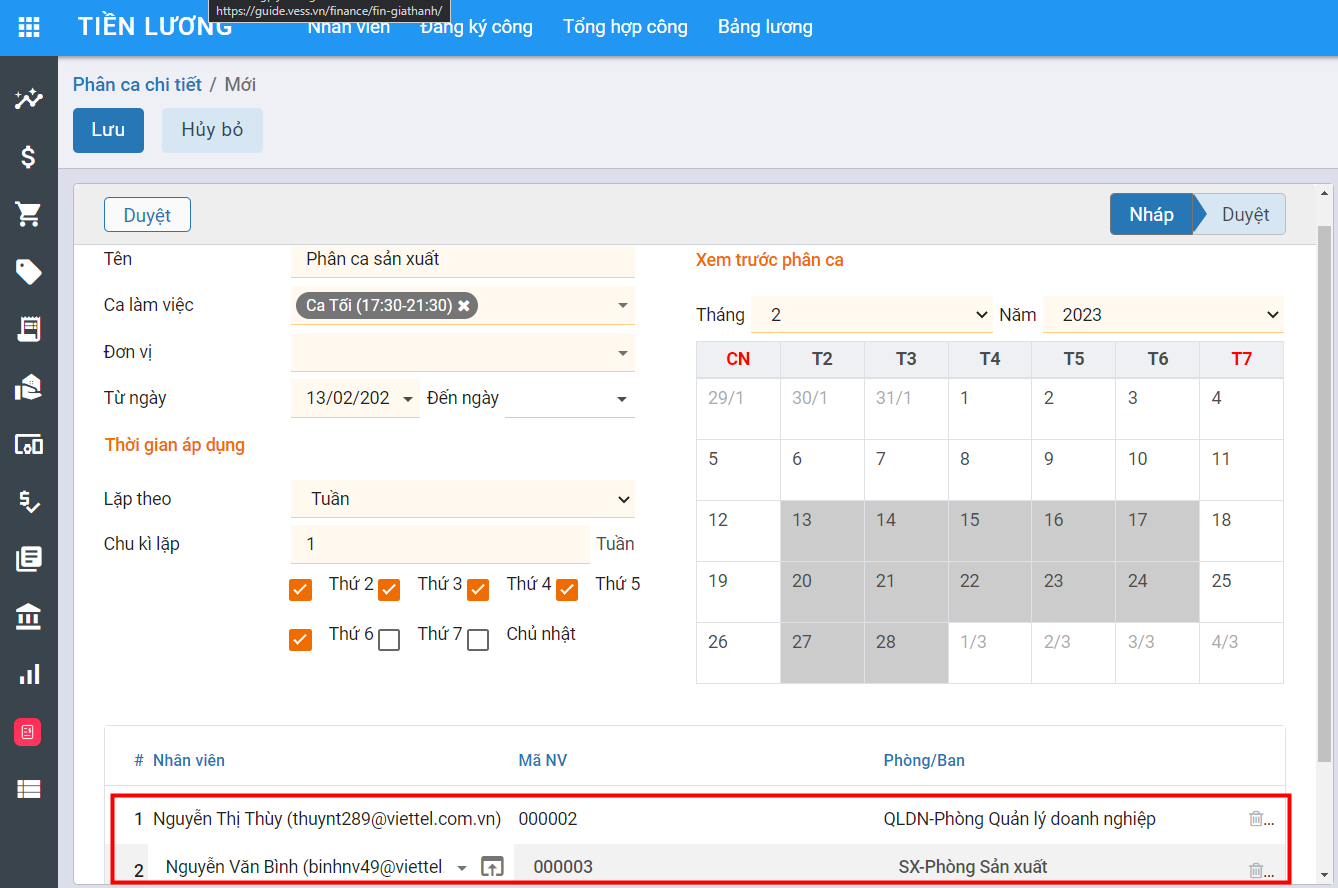 https://guide.vess.vn/finance/fin-giathanh/
TIỀN LƯƠNG Nhân viên Đăng ký công Tổng hợp công Bảng lương
Phân ca chi tiết / Mới
Lưu Hủy bỏ
Duyệt Nháp Duyệt
Tên Phân ca sản xuất Xem trước phân ca
Ca làm việc Ca Tối (17:30-21:30)
Tháng 2 Năm 2023
Đơn vị
CN T2 T3 T4 T5 T6 T7
Từ ngày 13/02/202 Đến ngày
29/1 30/1 31/1 1 2 3 4
Thời gian áp dụng
5 6 7 8 9 10 11
Lặp theo Tuần
12 13 14 15 16 17 18
Chu kì lặp 1 Tuần
19 20 21 22 23 24 25
Thứ 2 Thứ 3 Thứ 4 Thứ 5
Thứ 6 Thứ 7 Chủ nhật
26 27 28 1/3 2/3 3/3 4/3
# Nhân viên Mã NV Phòng/Ban
1 Nguyễn Thị Thùy (thuynt289@viettel.com.vn) 000002 QLDN-Phòng Quản lý doanh nghiệp ...
2 Nguyễn Văn Bình (binhnv49@viettel 000003 SX-Phòng Sản xuất ...